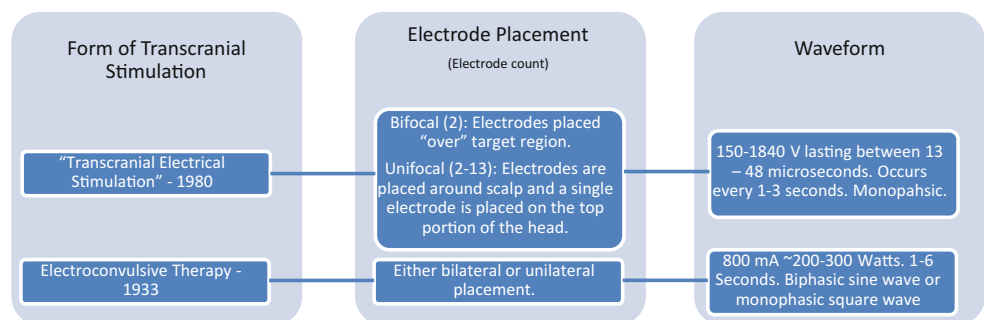 Form of Transcranial
Stimulation
Electrode Placement
(Electrode count)
Waveform
"Transcranial Electrical
Stimulation" - 1980
Bifocal (2): Electrodes placed
"over" target region.
Unifocal (2-13): Electrodes are
placed around scalp and a single
electrode is placed on the top
portion of the head.
150-1840 V lasting between 13
– 48 microseconds. Occurs
every 1-3 seconds. Monopahsic.
Electroconvulsive Therapy -
1933
Either bilateral or unilateral
placement.
800 mA ~200-300 Watts. 1-6
Seconds. Biphasic sine wave or
monophasic square wave